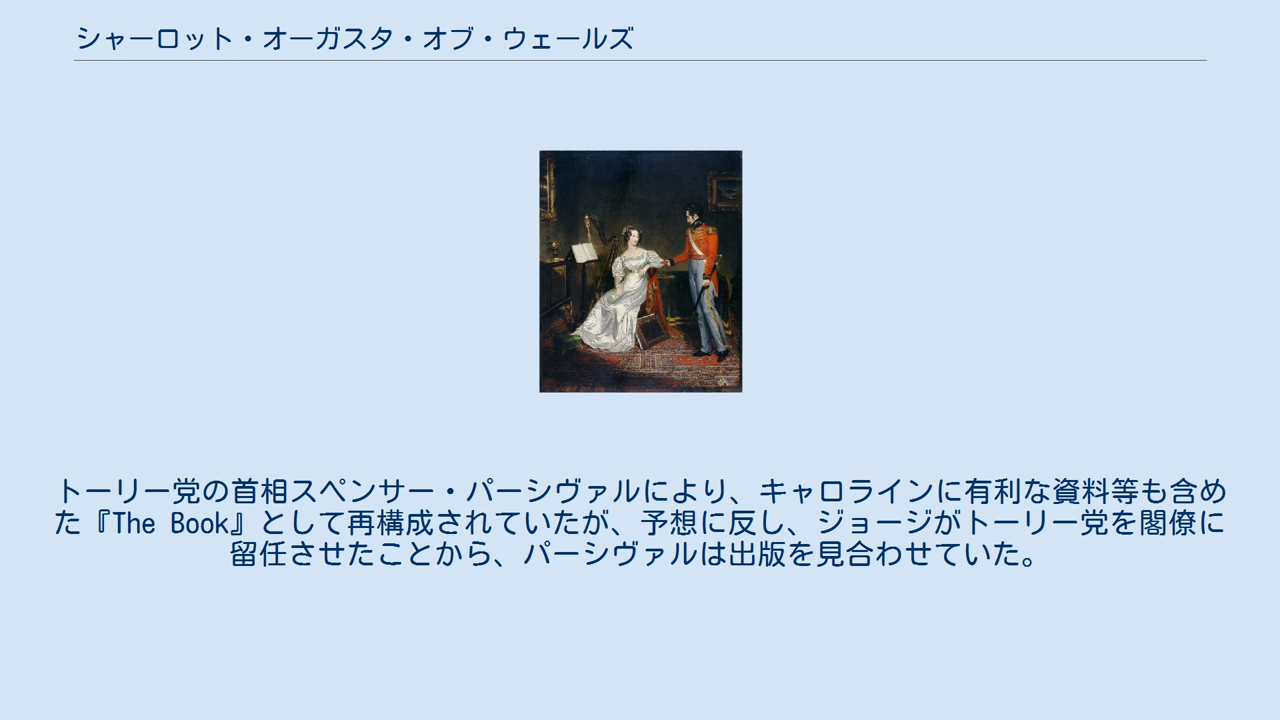 シャーロット・オーガスタ・オブ・ウェールズ
トーリー党の首相スペンサー・パーシヴァルにより、キャロラインに有利な資料等も含め
た『The Book』として再構成されていたが、予想に反し、ジョージがトーリー党を閣僚に
留任させたことから、パーシヴァルは出版を見合わせていた。